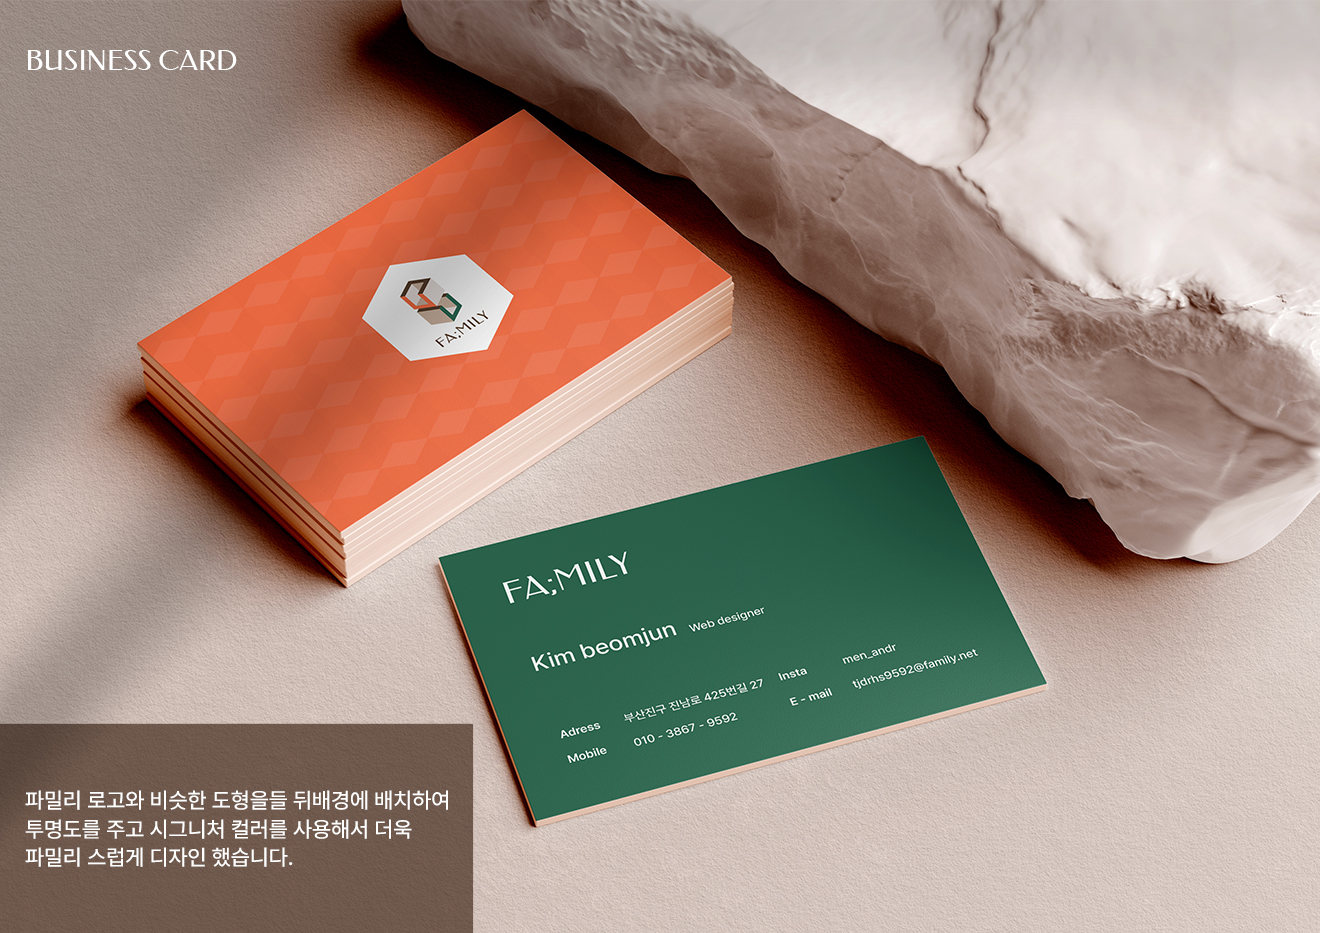 BUSINESS CARD
FA;MILY
FA;MILY
Kim beomjun Web designer
Adress 부산진구 진남로 425번길 27
Mobile 010 - 3867 - 9592
Insta men_andr
E - mail tjdrhs9592@family.net
파밀리 로고와 비슷한 도형을들 뒤배경에 배치하여
투명도를 주고 시그니처 컬러를 사용해서 더욱
파밀리 스럽게 디자인 했습니다.